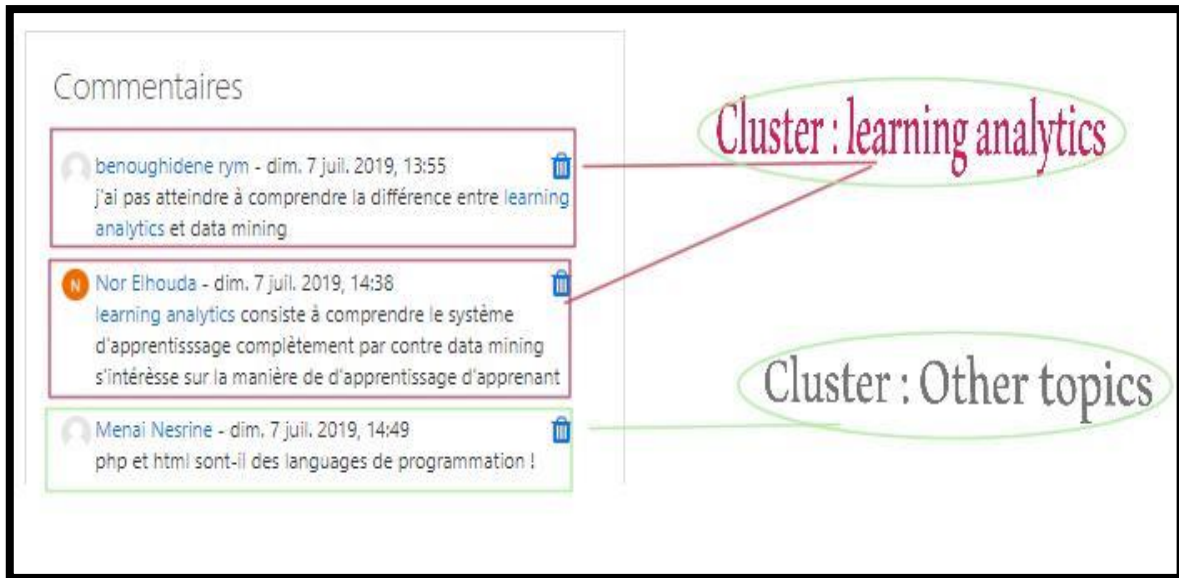 Commentaires
benoughidene rym - dim. 7 juil. 2019, 13:55
j'ai pas atteindre à comprendre la différence entre learning
analytics et data mining
N
Nor Elhouda - dim. 7 juil. 2019, 14:38
learning analytics consiste à comprendre le système
d'apprentisssage complètement par contre data mining
s'intérèsse sur la manière de d'apprentissage d'apprenant
Menai Nesrine - dim. 7 juil. 2019, 14:49
php et html sont-il des languages de programmation !
Cluster : learning analytics
Cluster : Other topics